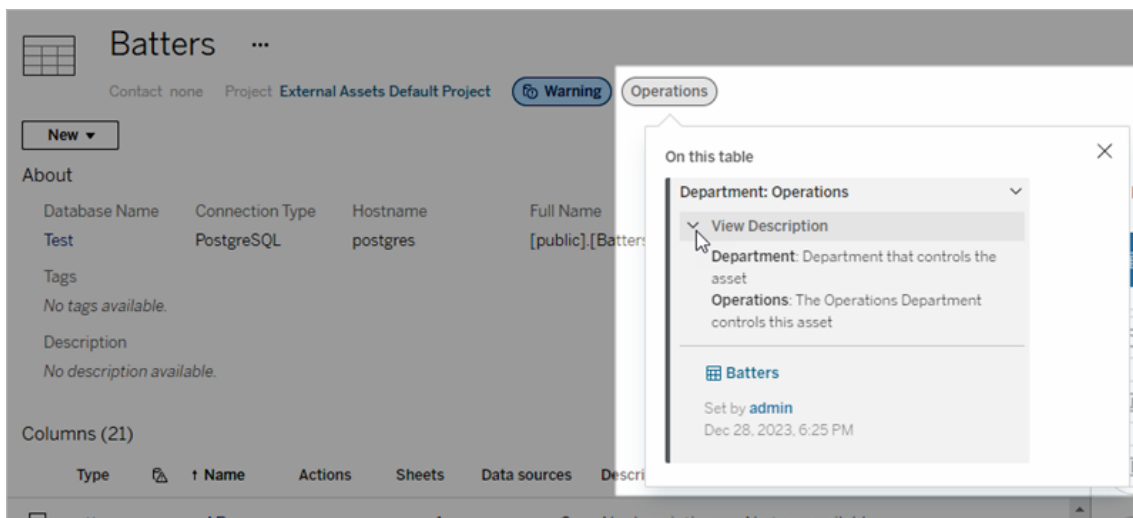 Batters ...
Contact none Project External Assets Default Project Warning Operations
New
About
Database Name Connection Type Hostname Full Name
Test PostgreSQL postgres [public].[Batters
Tags
No tags available.
Description
No description available.
Columns (21)
Type ↑ Name Actions Sheets Data sources Descri
On this table
Department: Operations
View Description
Department: Department that controls the
asset
Operations: The Operations Department
controls this asset
Batters
Set by admin
Dec 28, 2023, 6:25 PM